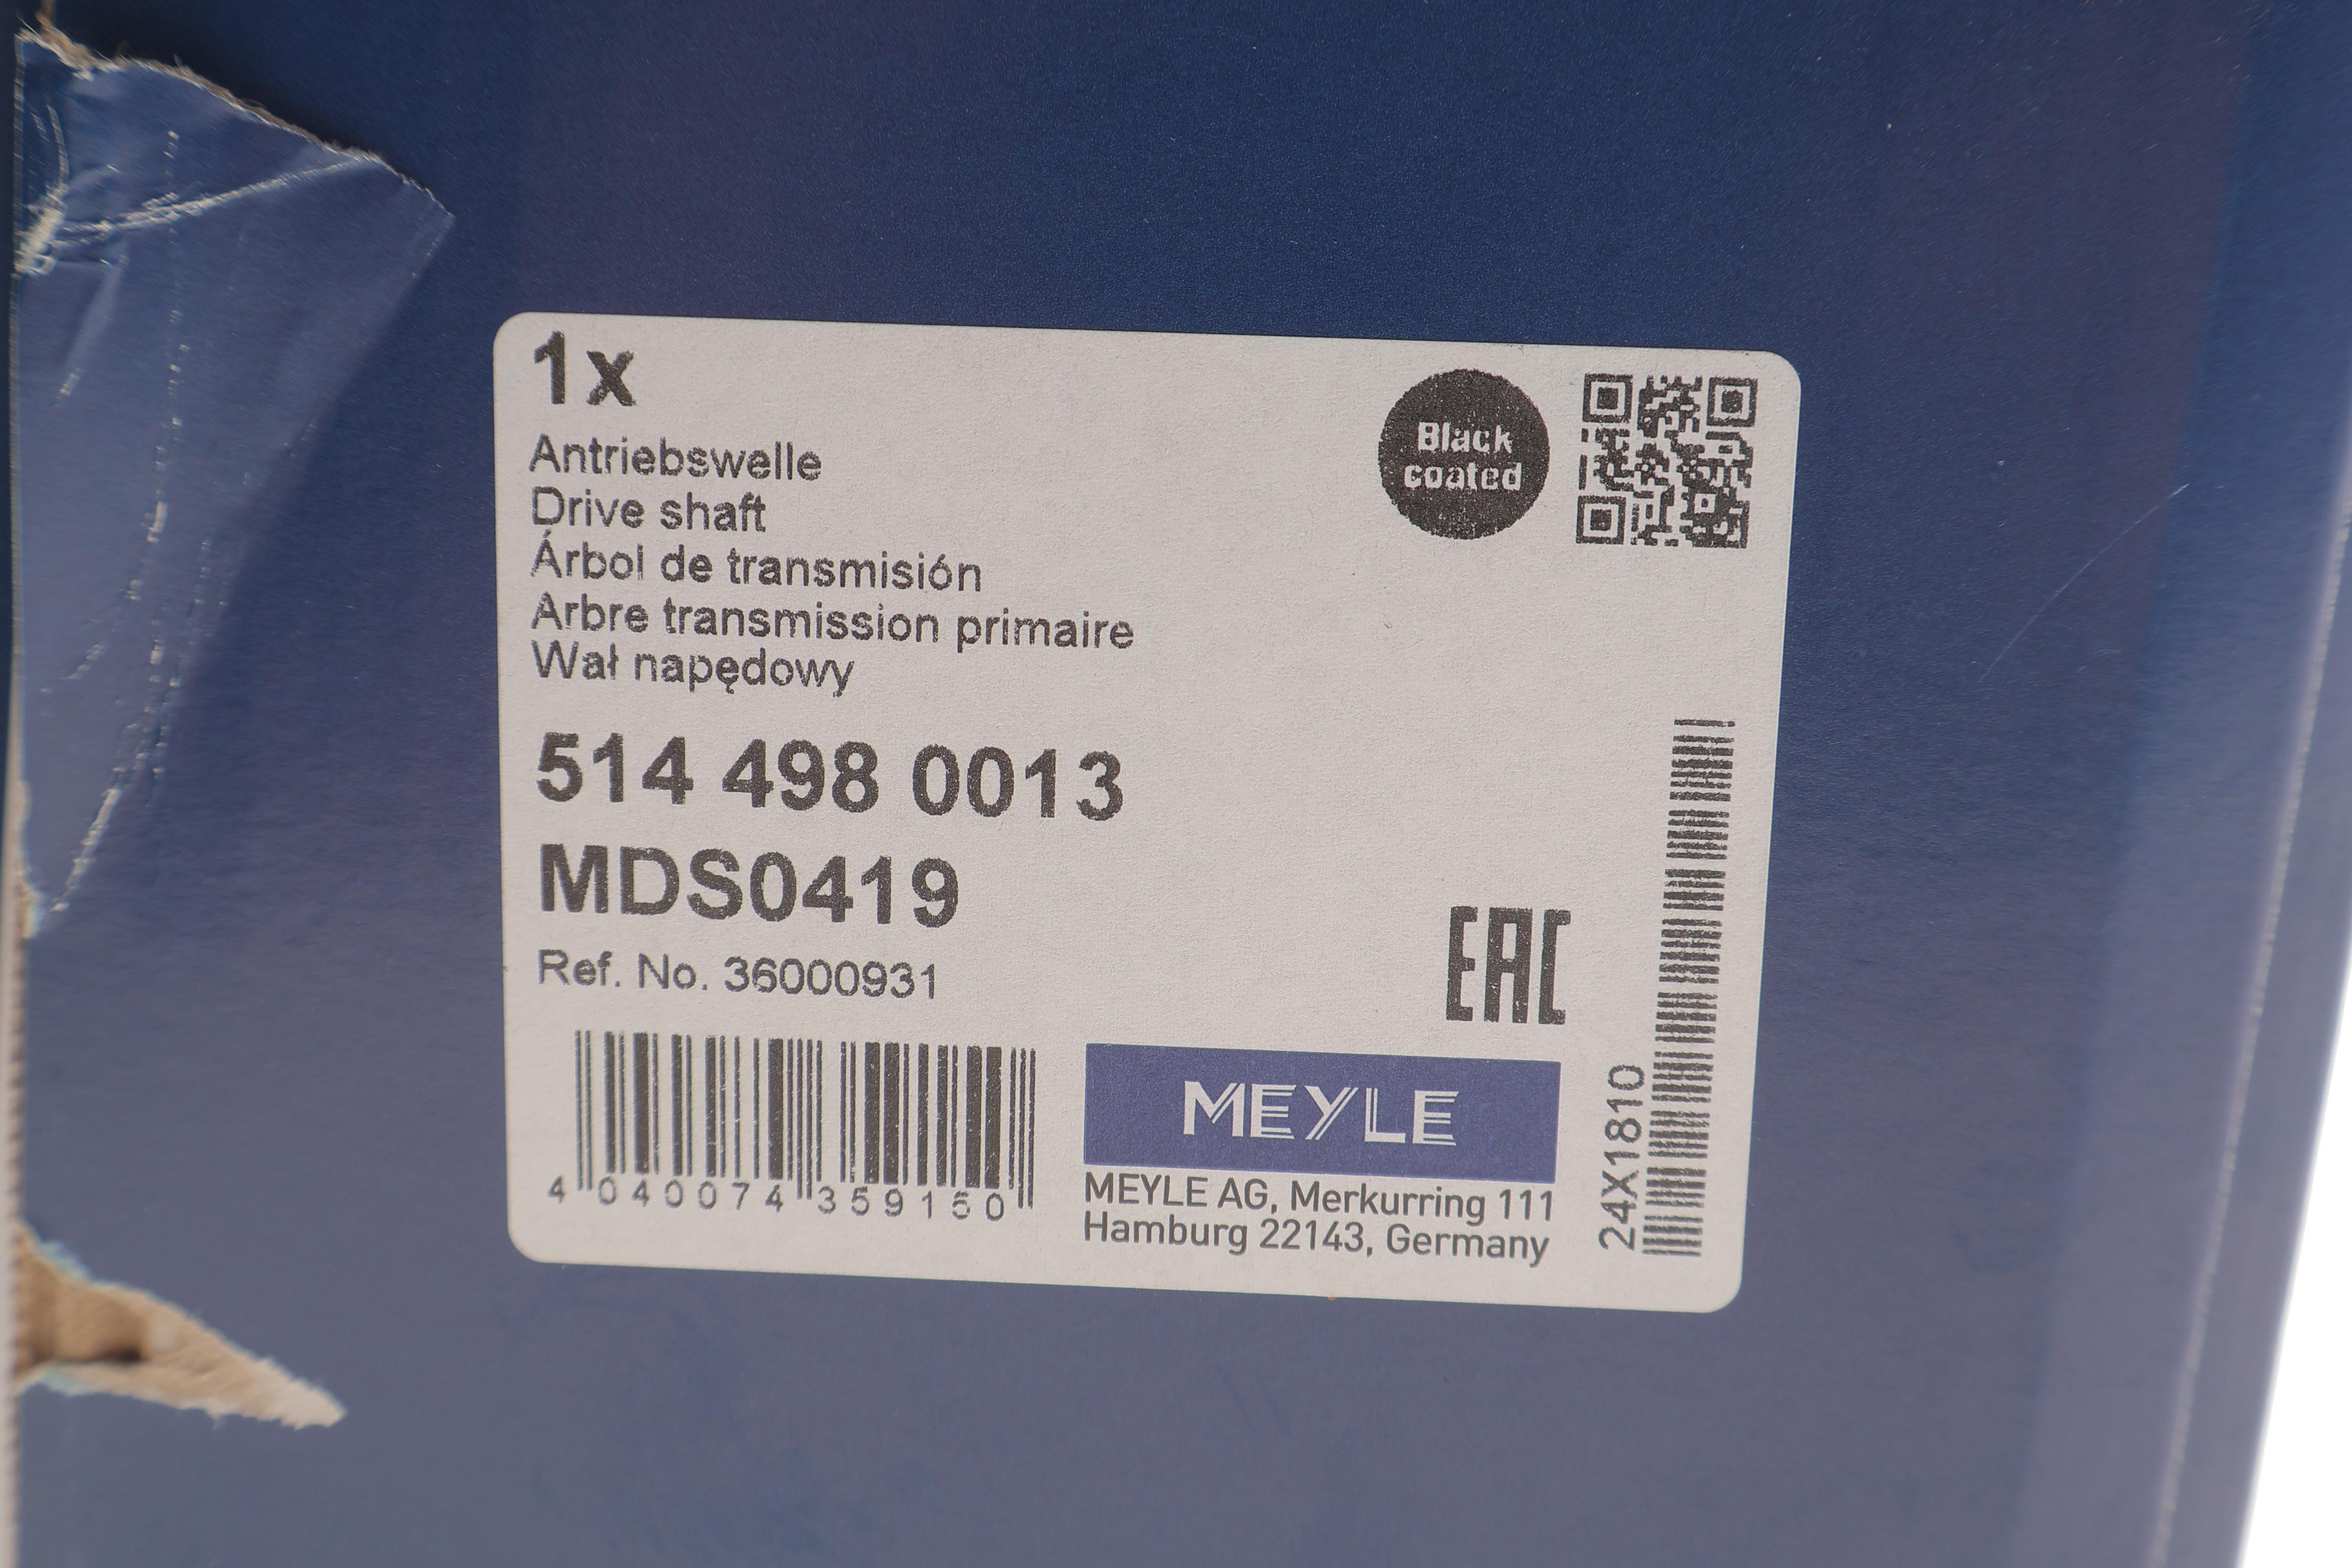 1x
Antriebswelle
Drive shaft
Árbol de transmisión
Arbre transmission primaire
Wał napędowy
Black
coated
514 498 0013
MDS0419
Ref. No. 36000931
EAC
4 040074 359150
MEYLE
MEYLE AG, Merkurring 111
Hamburg 22143, Germany
24X1810